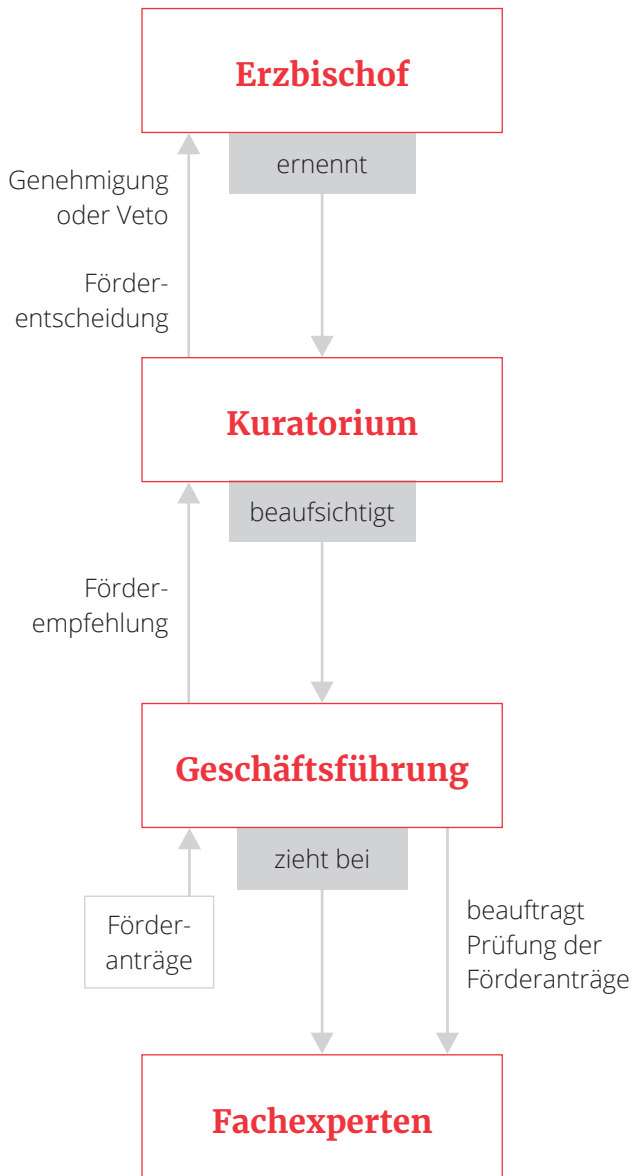 Erzbischof
ernennt
Genehmigung
oder Veto
Förder-
entscheidung
Kuratorium
beaufsichtigt
Förder-
empfehlung
Geschäftsführung
zieht bei
Förder-
anträge
beauftragt
Prüfung der
Förderanträge
Fachexperten